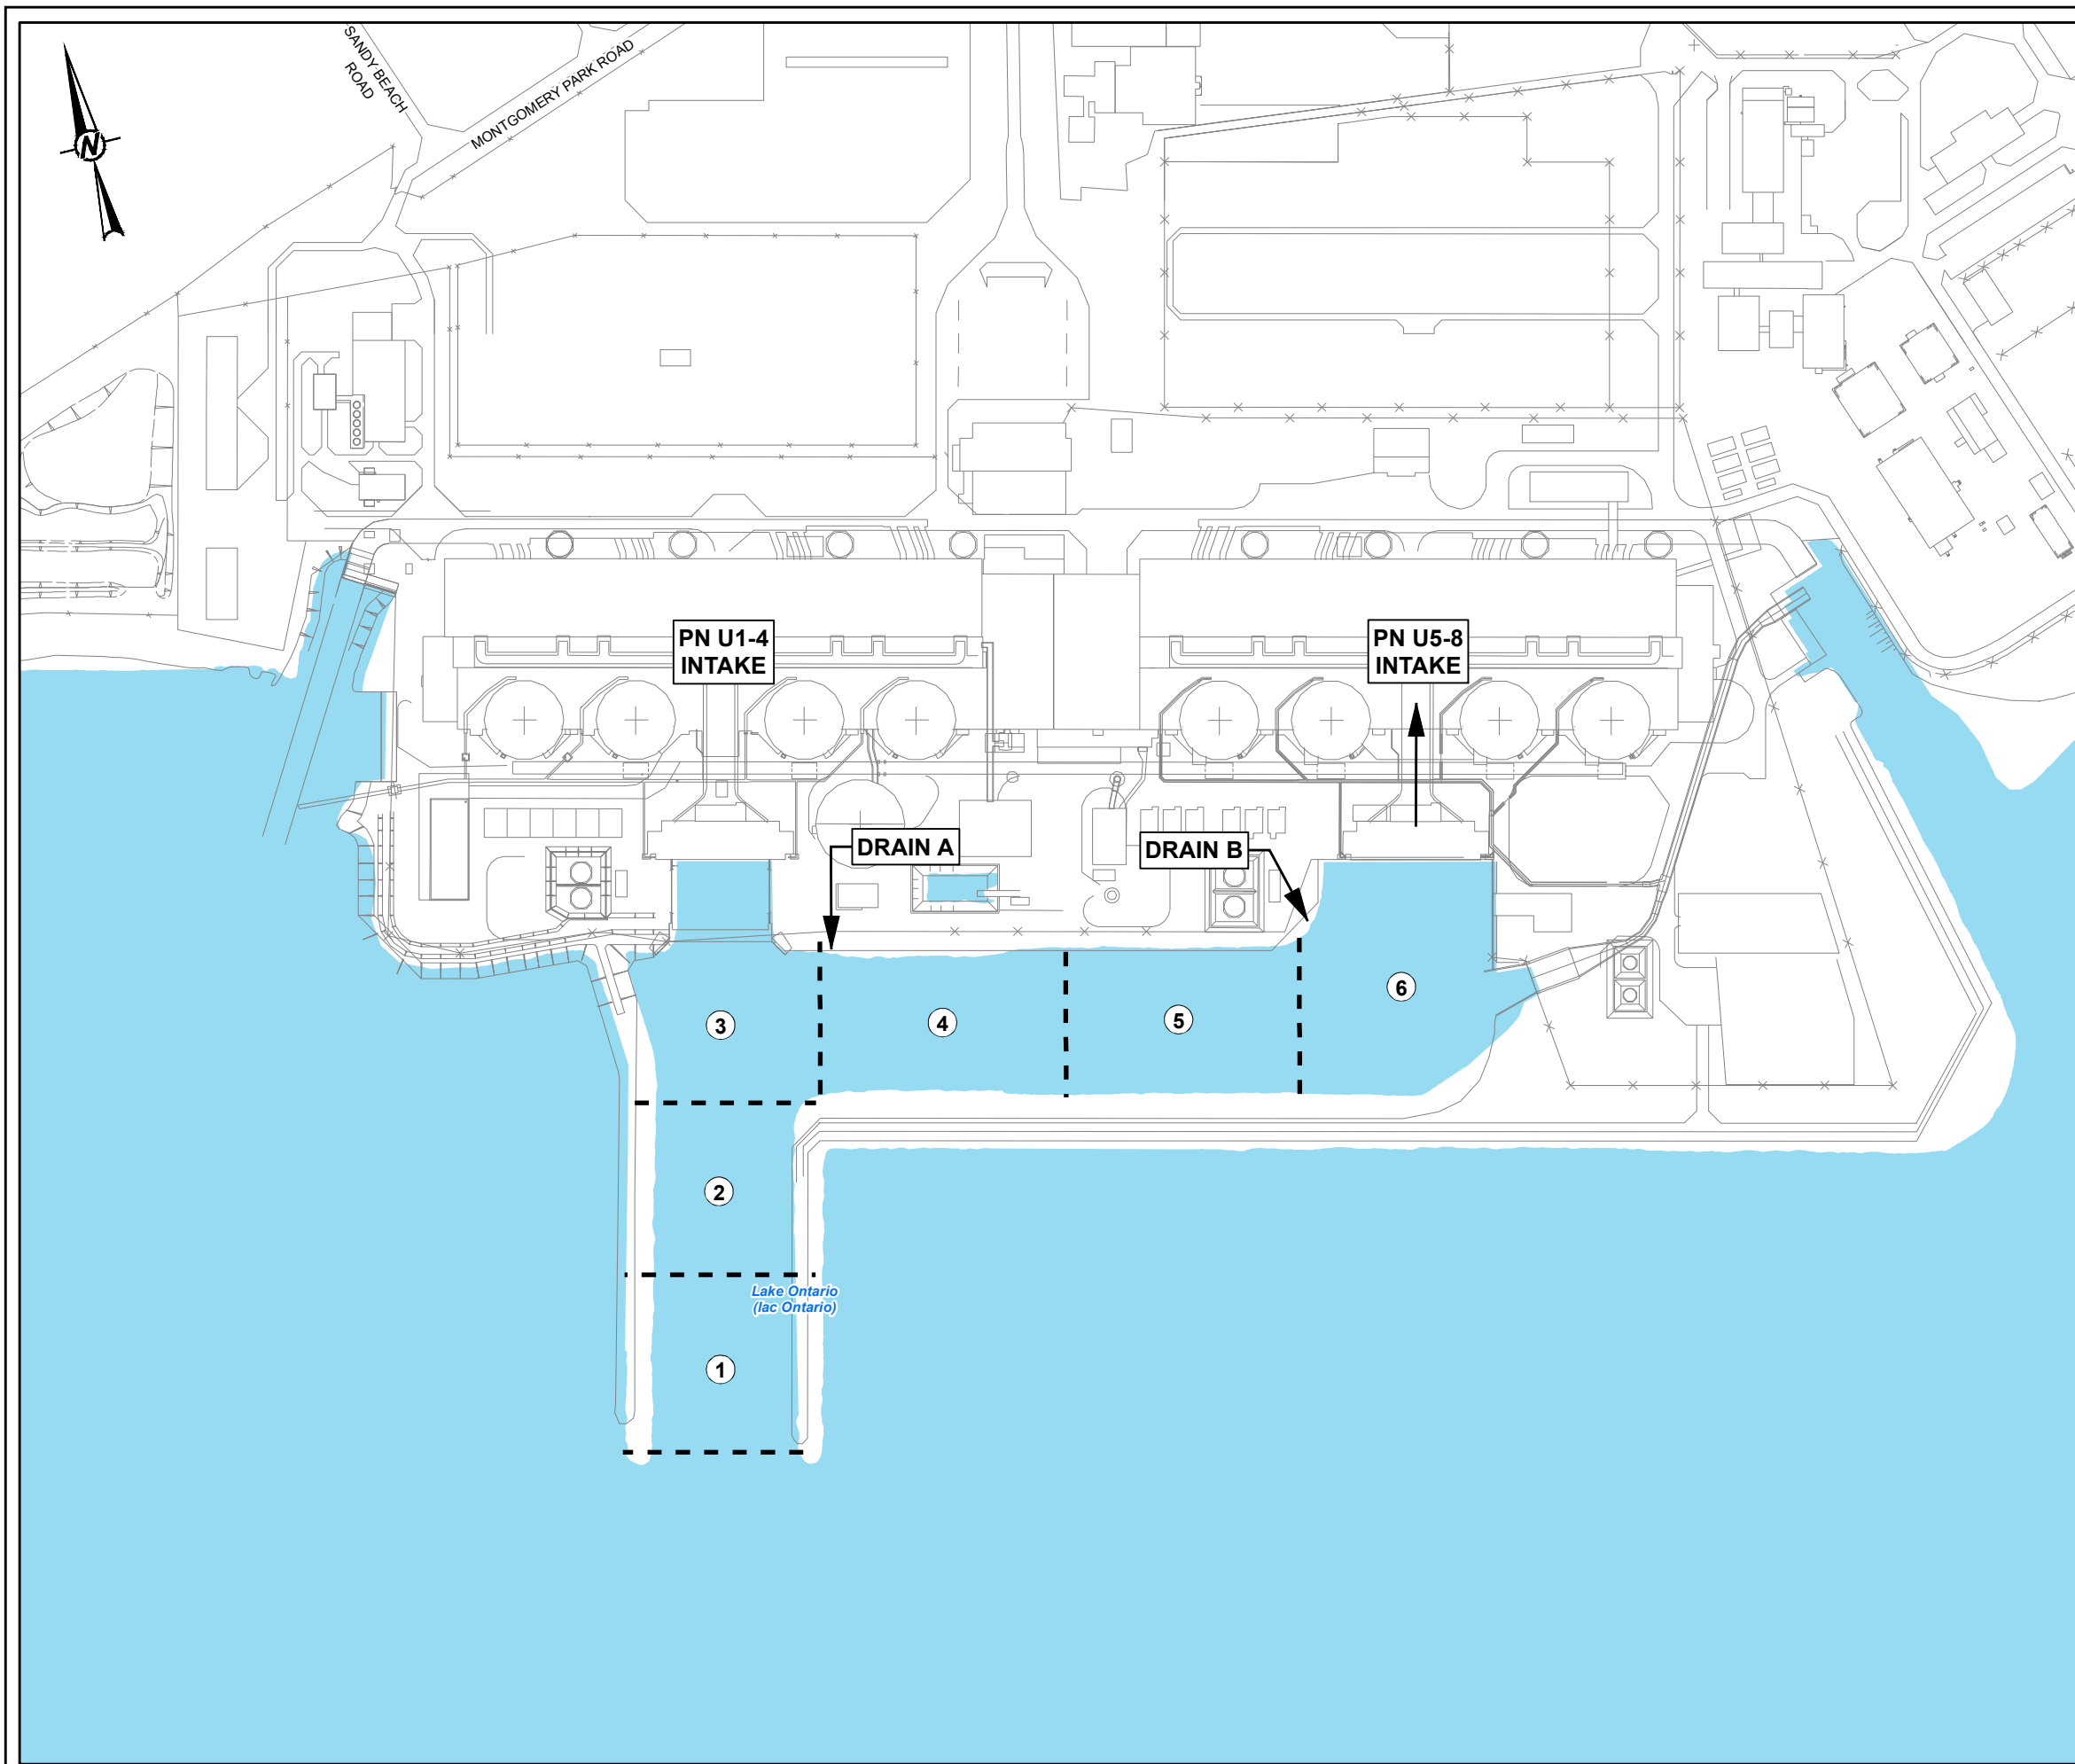 SANDY BEACH
ROAD
MONTGOMERY PARK ROAD
N
PN U1-4
INTAKE
PN U5-8
INTAKE
DRAIN A
DRAIN B
6
3
4
5
2
Lake Ontario
(lac Ontario)
1